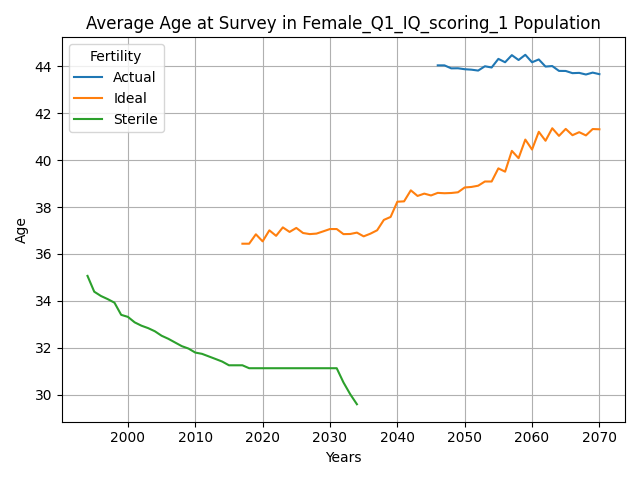 Average Age at Survey in Female_Q1_IQ_scoring_1 Population
Fertility
Actual
Ideal
Sterile
Age
44
42
40
38
36
34
32
30
2000
2010
2020
2030
2040
2050
2060
2070
Years